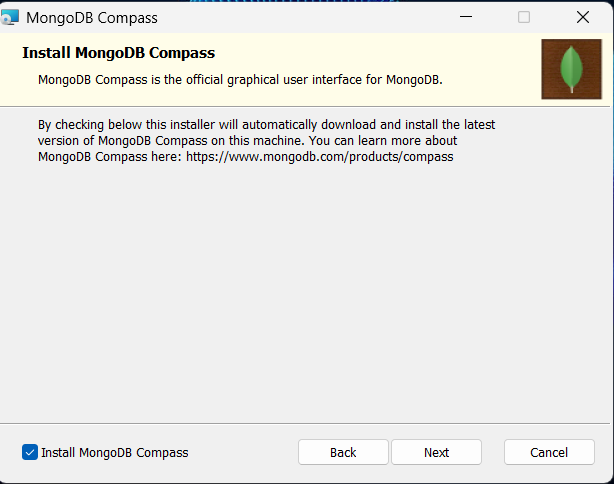 MongoDB Compass
Install MongoDB Compass
MongoDB Compass is the official graphical user interface for MongoDB.
By checking below this installer will automatically download and install the latest
version of MongoDB Compass on this machine. You can learn more about
MongoDB Compass here: https://www.mongodb.com/products/compass
Install MongoDB Compass
Back
Next
Cancel